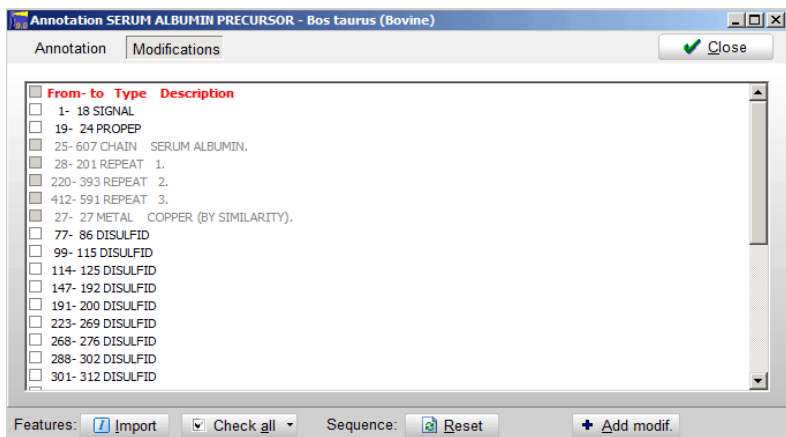 Annotation SERUM ALBUMIN PRECURSOR - Bos taurus (Bovine)
Annotation Modifications Close
From- to Type Description
1- 18 SIGNAL
19- 24 PROPEP
25- 607 CHAIN SERUM ALBUMIN.
28- 201 REPEAT 1.
220- 393 REPEAT 2.
412- 591 REPEAT 3.
27- 27 METAL COPPER (BY SIMILARITY).
77- 86 DISULFID
99- 115 DISULFID
114- 125 DISULFID
147- 192 DISULFID
191- 200 DISULFID
223- 269 DISULFID
268- 276 DISULFID
288- 302 DISULFID
301- 312 DISULFID
Features: Import Check all Sequence: Reset Add modif.